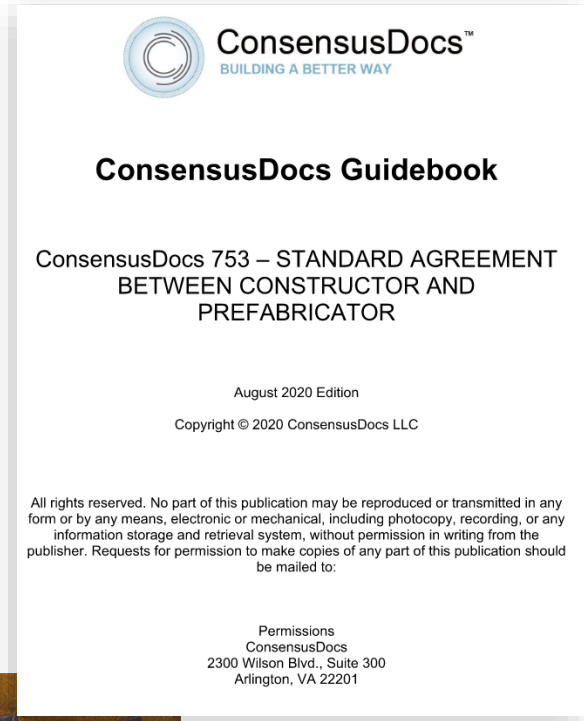 ConsensusDocs™
BUILDING A BETTER WAY
ConsensusDocs Guidebook
ConsensusDocs 753 – STANDARD AGREEMENT
BETWEEN CONSTRUCTOR AND
PREFABRICATOR
August 2020 Edition
Copyright © 2020 ConsensusDocs LLC
All rights reserved. No part of this publication may be reproduced or transmitted in any
form or by any means, electronic or mechanical, including photocopy, recording, or any
information storage and retrieval system, without permission in writing from the
publisher. Requests for permission to make copies of any part of this publication should
be mailed to:
Permissions
ConsensusDocs
2300 Wilson Blvd., Suite 300
Arlington, VA 22201